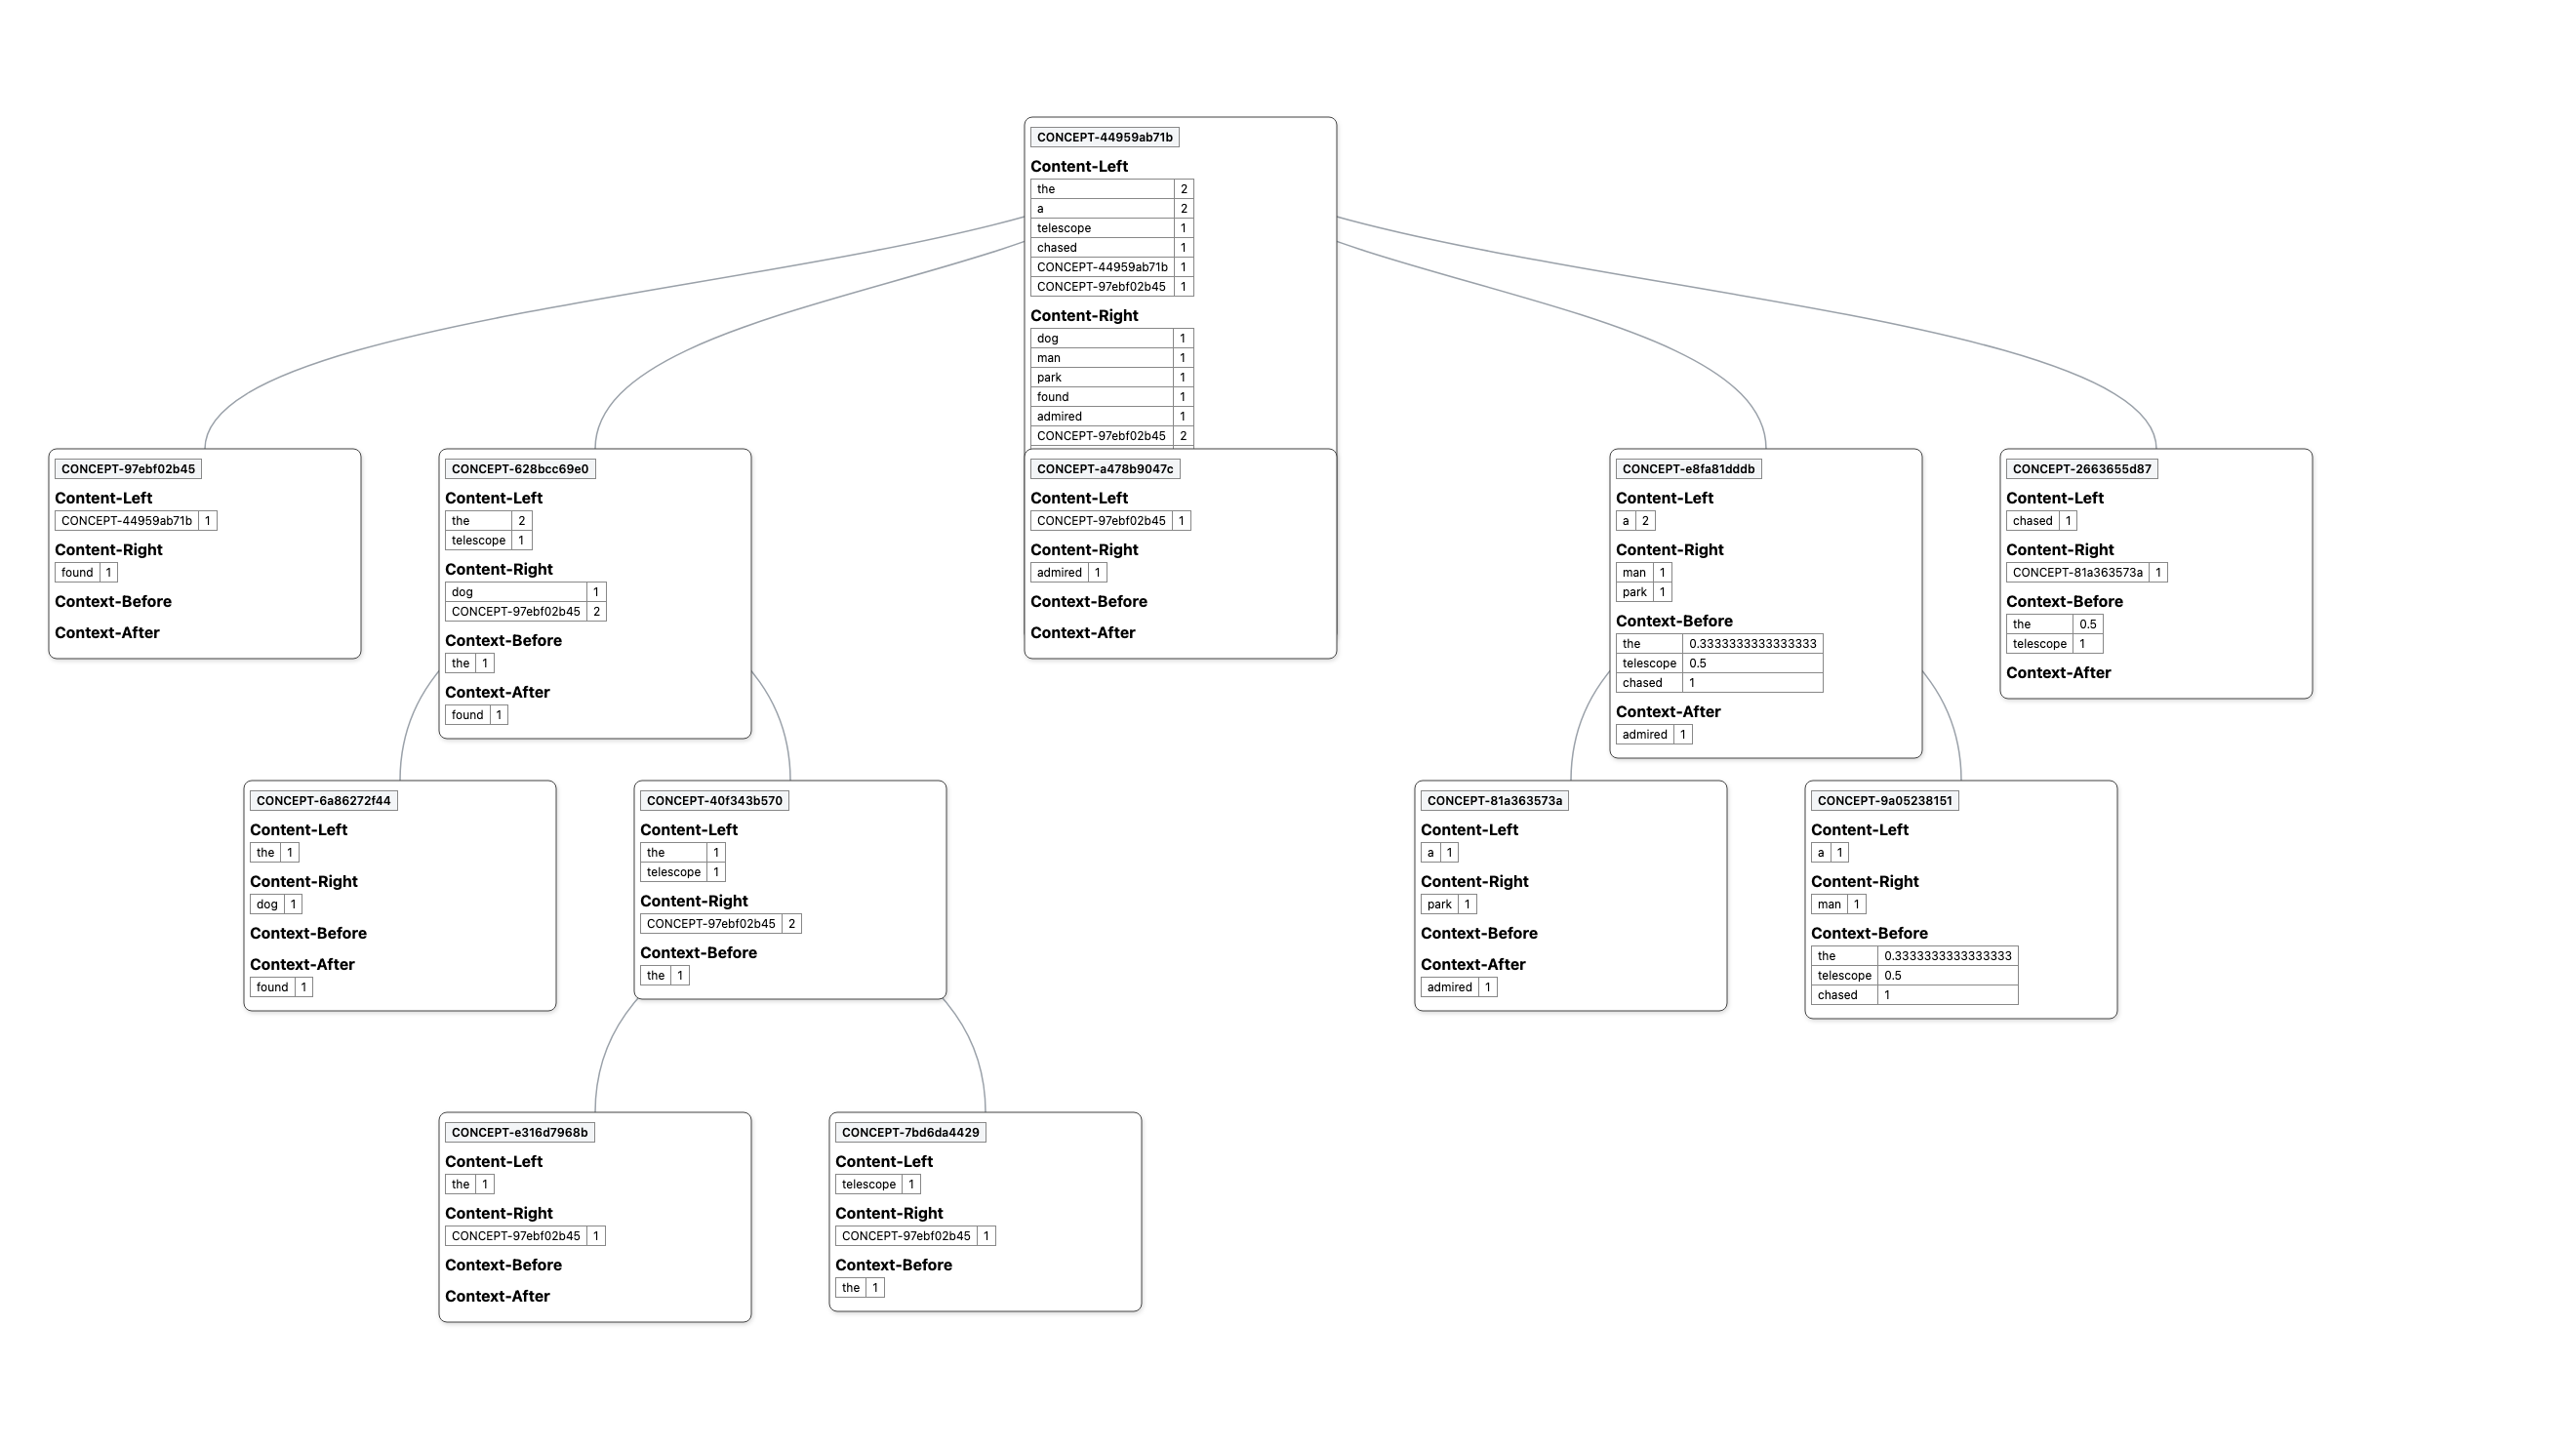 CONCEPT-44959ab71b
Content-Left
the 2
a 2
telescope 1
chased 1
CONCEPT-44959ab71b 1
CONCEPT-97ebf02b45 1
Content-Right
dog 1
man 1
park 1
found 1
admired 1
CONCEPT-97ebf02b45 2
CONCEPT-97ebf02b45
Content-Left
CONCEPT-44959ab71b 1
Content-Right
found 1
Context-Before
Context-After
CONCEPT-628bcc69e0
Content-Left
the 2
telescope 1
Content-Right
dog 1
CONCEPT-97ebf02b45 2
Context-Before
the 1
Context-After
found 1
CONCEPT-a478b9047c
Content-Left
CONCEPT-97ebf02b45 1
Content-Right
admired 1
Context-Before
Context-After
CONCEPT-e8fa81dddb
Content-Left
a 2
Content-Right
man 1
park 1
Context-Before
the 0.3333333333333333
telescope 0.5
chased 1
Context-After
admired 1
CONCEPT-2663655d87
Content-Left
chased 1
Content-Right
CONCEPT-81a363573a 1
Context-Before
the 0.5
telescope 1
Context-After
CONCEPT-6a86272f44
Content-Left
the 1
Content-Right
dog 1
Context-Before
Context-After
found 1
CONCEPT-40f343b570
Content-Left
the 1
telescope 1
Content-Right
CONCEPT-97ebf02b45 2
Context-Before
the 1
CONCEPT-81a363573a
Content-Left
a 1
Content-Right
park 1
Context-Before
Context-After
admired 1
CONCEPT-9a05238151
Content-Left
a 1
Content-Right
man 1
Context-Before
the 0.3333333333333333
telescope 0.5
chased 1
CONCEPT-e316d7968b
Content-Left
the 1
Content-Right
CONCEPT-97ebf02b45 1
Context-Before
Context-After
CONCEPT-7bd6da4429
Content-Left
telescope 1
Content-Right
CONCEPT-97ebf02b45 1
Context-Before
the 1